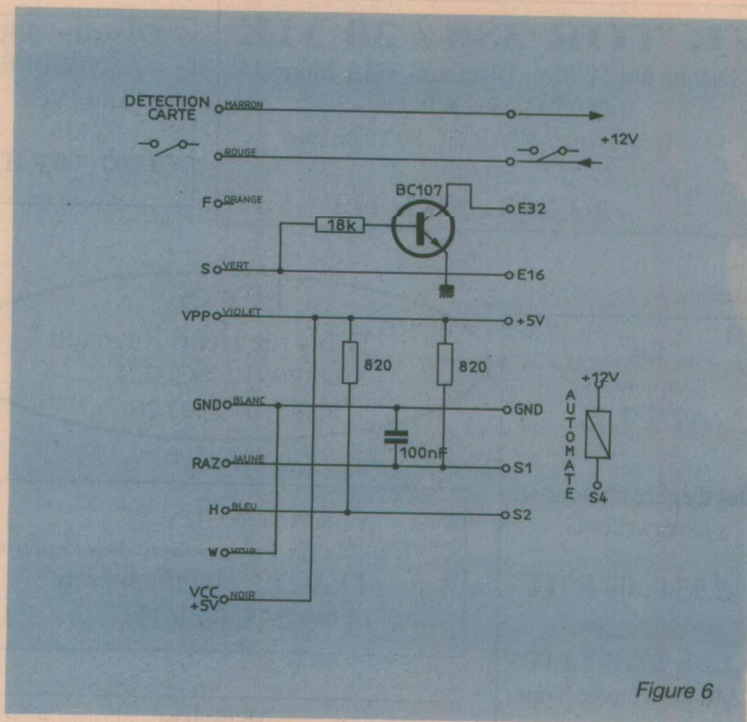 DETECTION
CARTE
MARRON
+12V
ROUGE
BC107
F
ORANGE
E32
18k
S
VERT
E16
VPP
VIOLET
+5V
820
820
+12V
GND
BLANC
GND
AUTOMATE
100nF
RAZ
JAUNE
S1
S4
H
BLEU
S2
W
VCC
+5V
NOIR
Figure 6